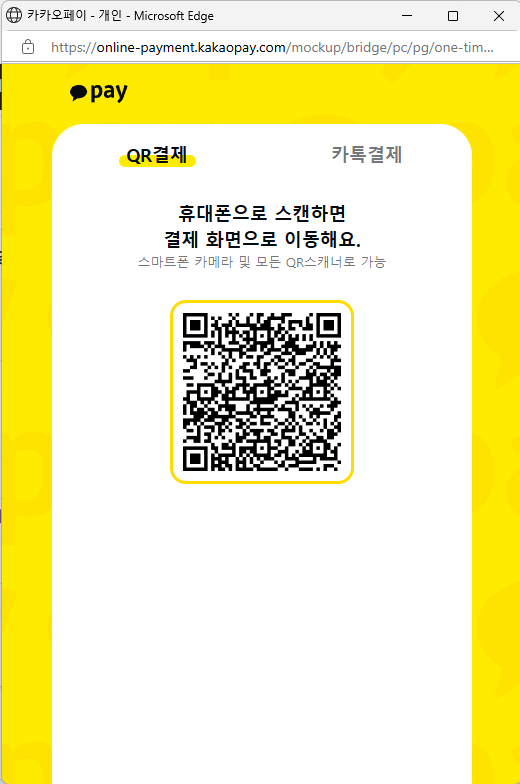 카카오페이 - 개인 - Microsoft Edge
https://online-payment.kakaopay.com/mockup/bridge/pc/pg/one-tim...
pay
QR결제
카톡결제
휴대폰으로 스캔하면
결제 화면으로 이동해요.
스마트폰 카메라 및 모든 QR스캐너로 가능